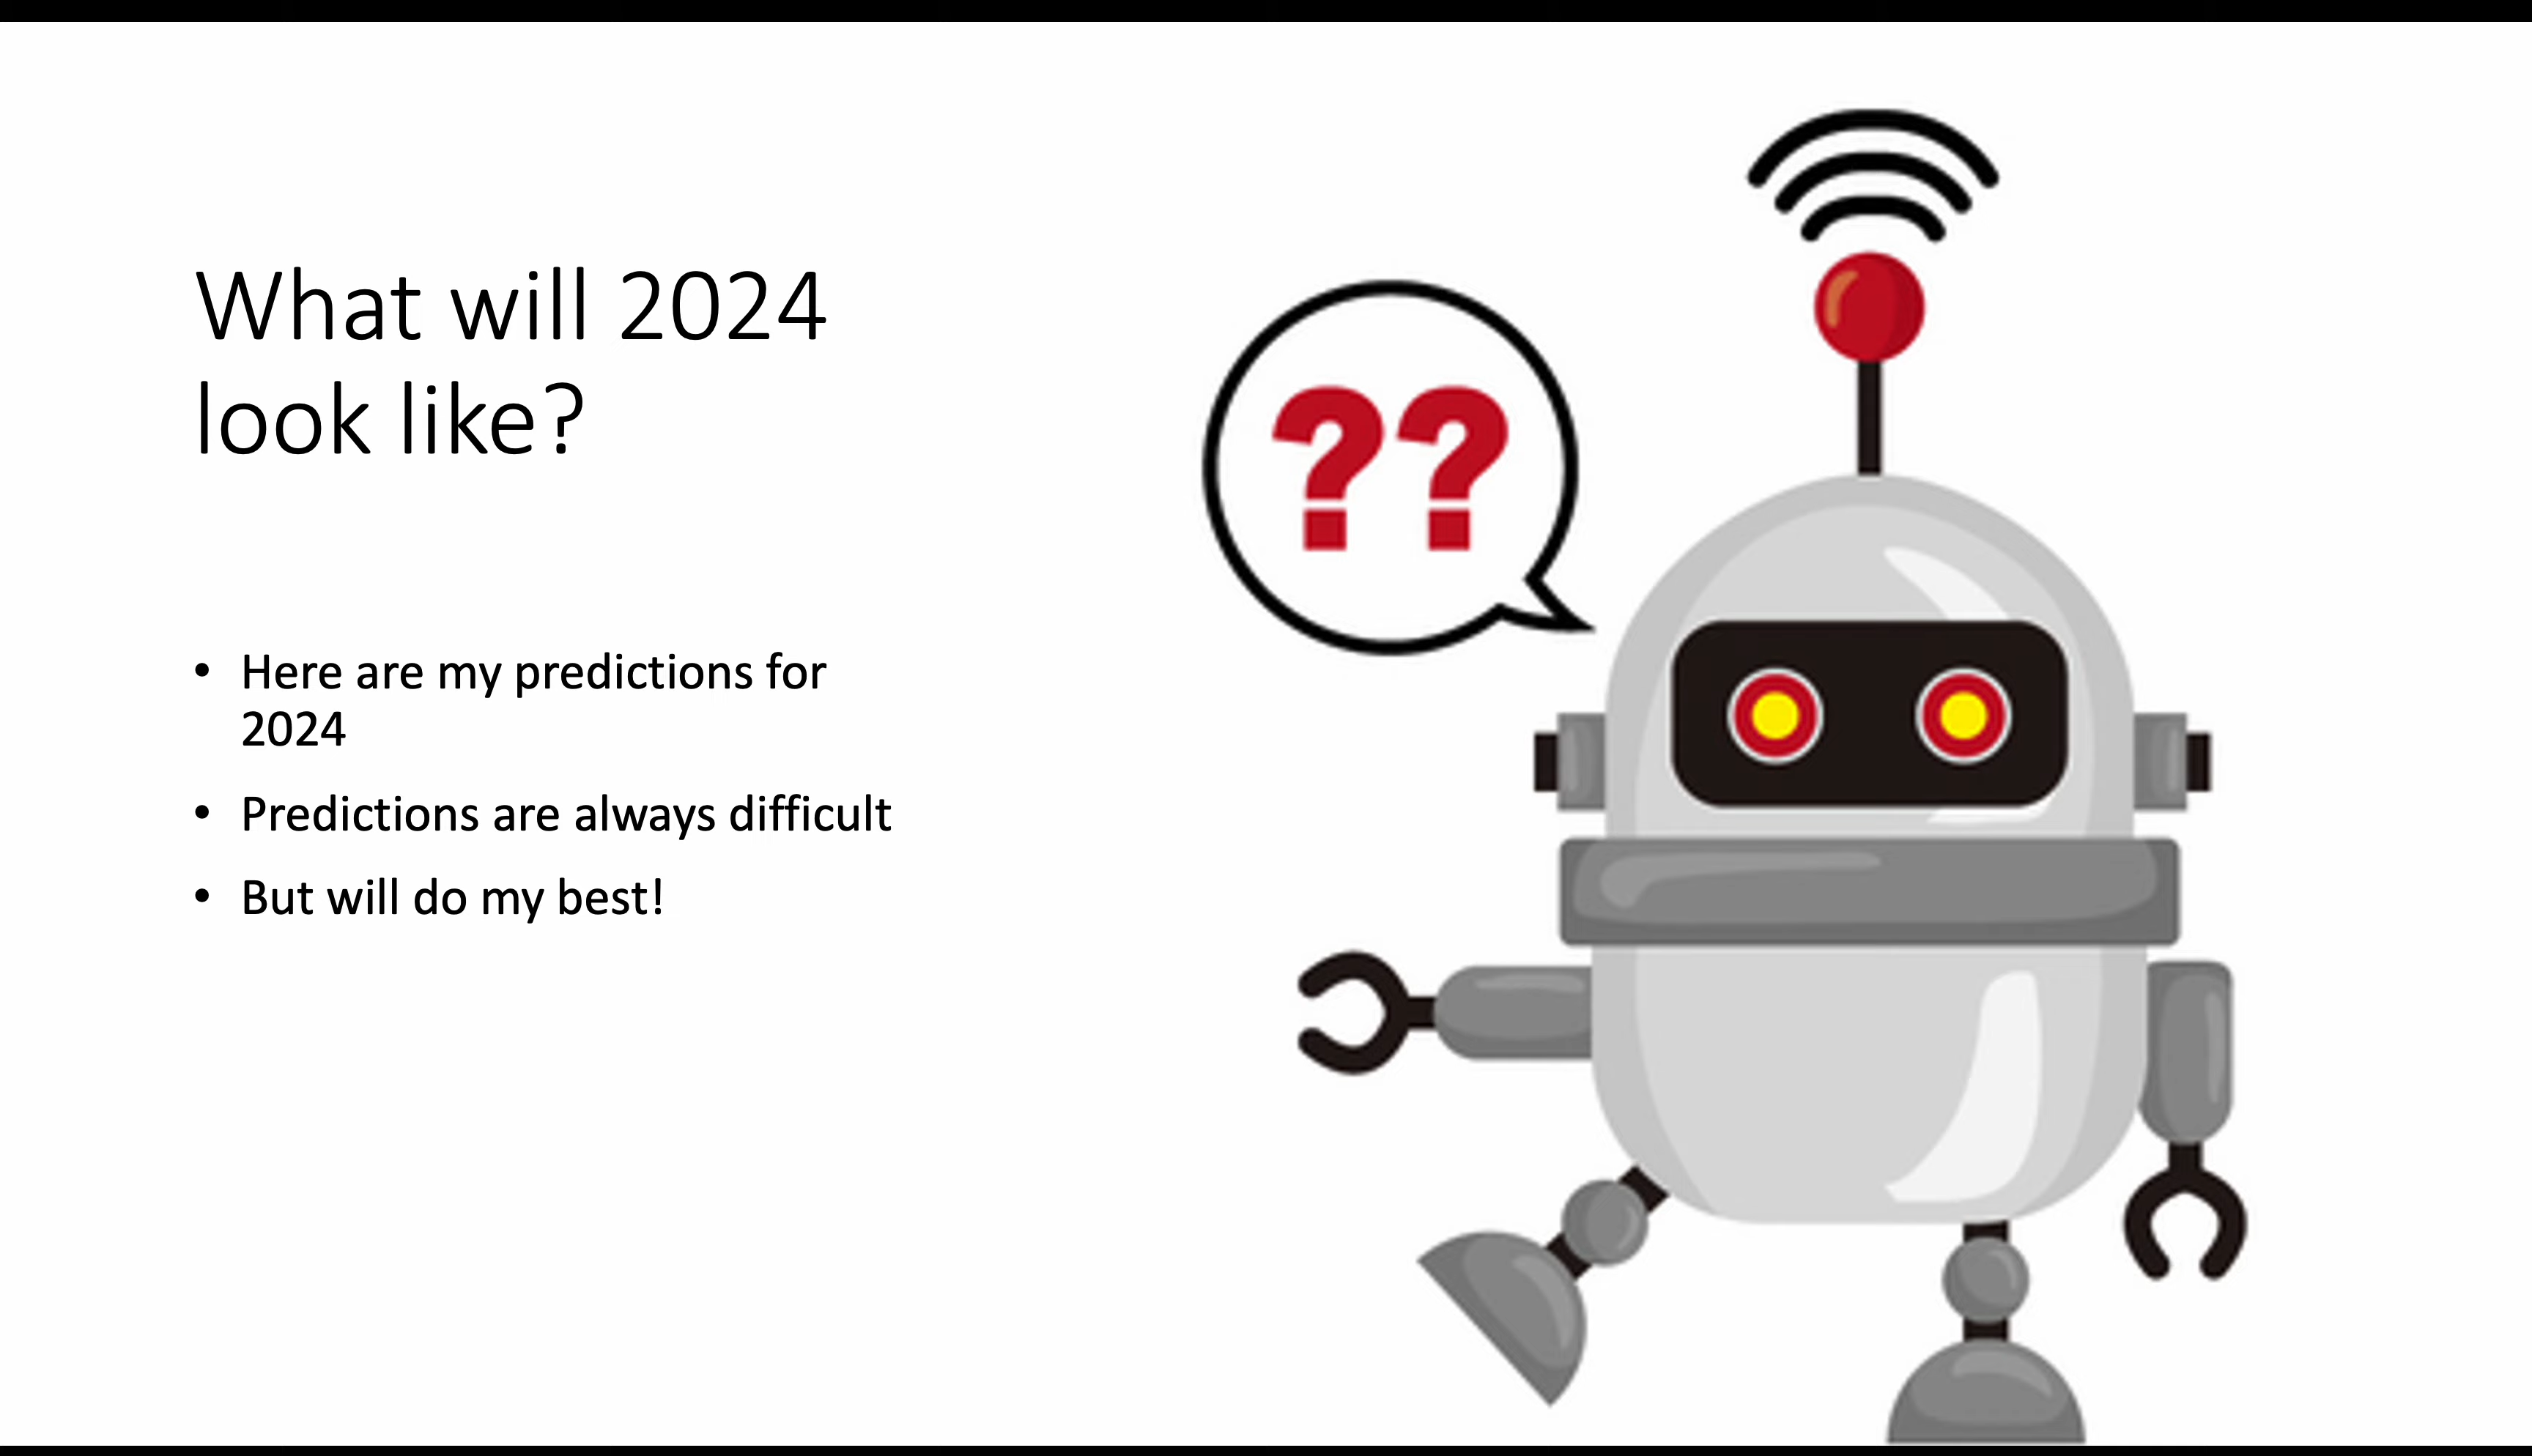 What will 2024
look like?
??
• Here are my predictions for
2024
• Predictions are always difficult
• But will do my best!